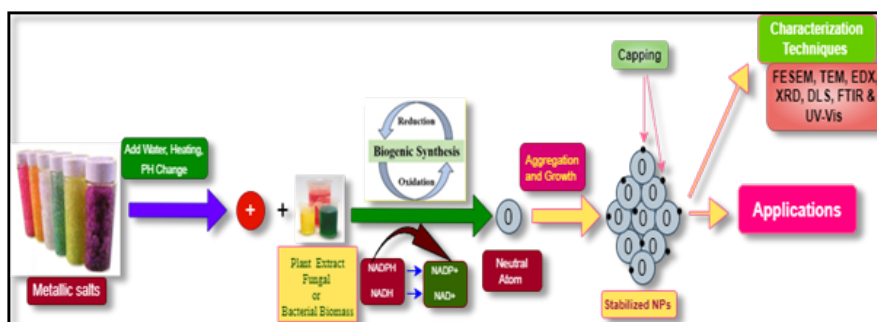 Characterization
Techniques
FESEM, TEM, EDX,
XRD, DLS, FTIR &
UV-Vis
Capping
Add Water, Heating,
PH Change
Reduction
Biogenic Synthesis
Oxidation
Aggregation
and Growth
+
+
0
0
0
0
0
0
0
0
0
0
Applications
Metallic salts
Plant Extract
Fungal
or
Bacterial Biomass
NADPH
NADP+
NADH
NAD+
Neutral
Atom
Stabilized NPs